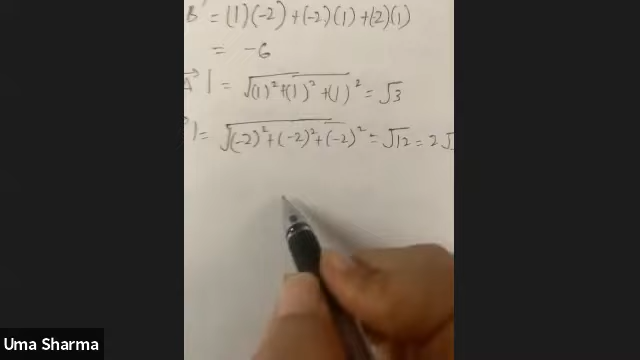 B = (1)(-2) + (-2)(1) + (-2)(1)
= -6
A⃗ | = √(1)² + (1)² + (1)² = √3
| = √(-2)² + (-2)² + (-2)² = √12 = 2√
Uma Sharma